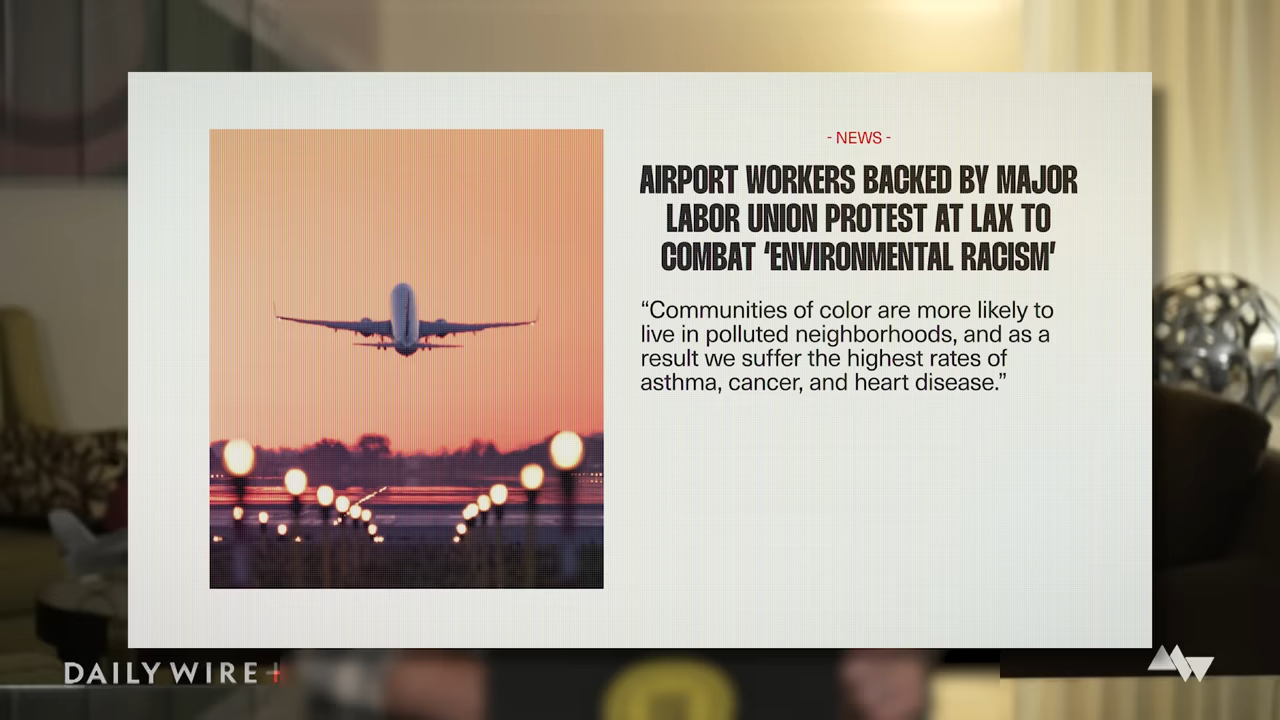 - NEWS -
AIRPORT WORKERS BACKED BY MAJOR
LABOR UNION PROTEST AT LAX TO
COMBAT ‘ENVIRONMENTAL RACISM’
“Communities of color are more likely to
live in polluted neighborhoods, and as a
result we suffer the highest rates of
asthma, cancer, and heart disease.”
DAILYWIRE+